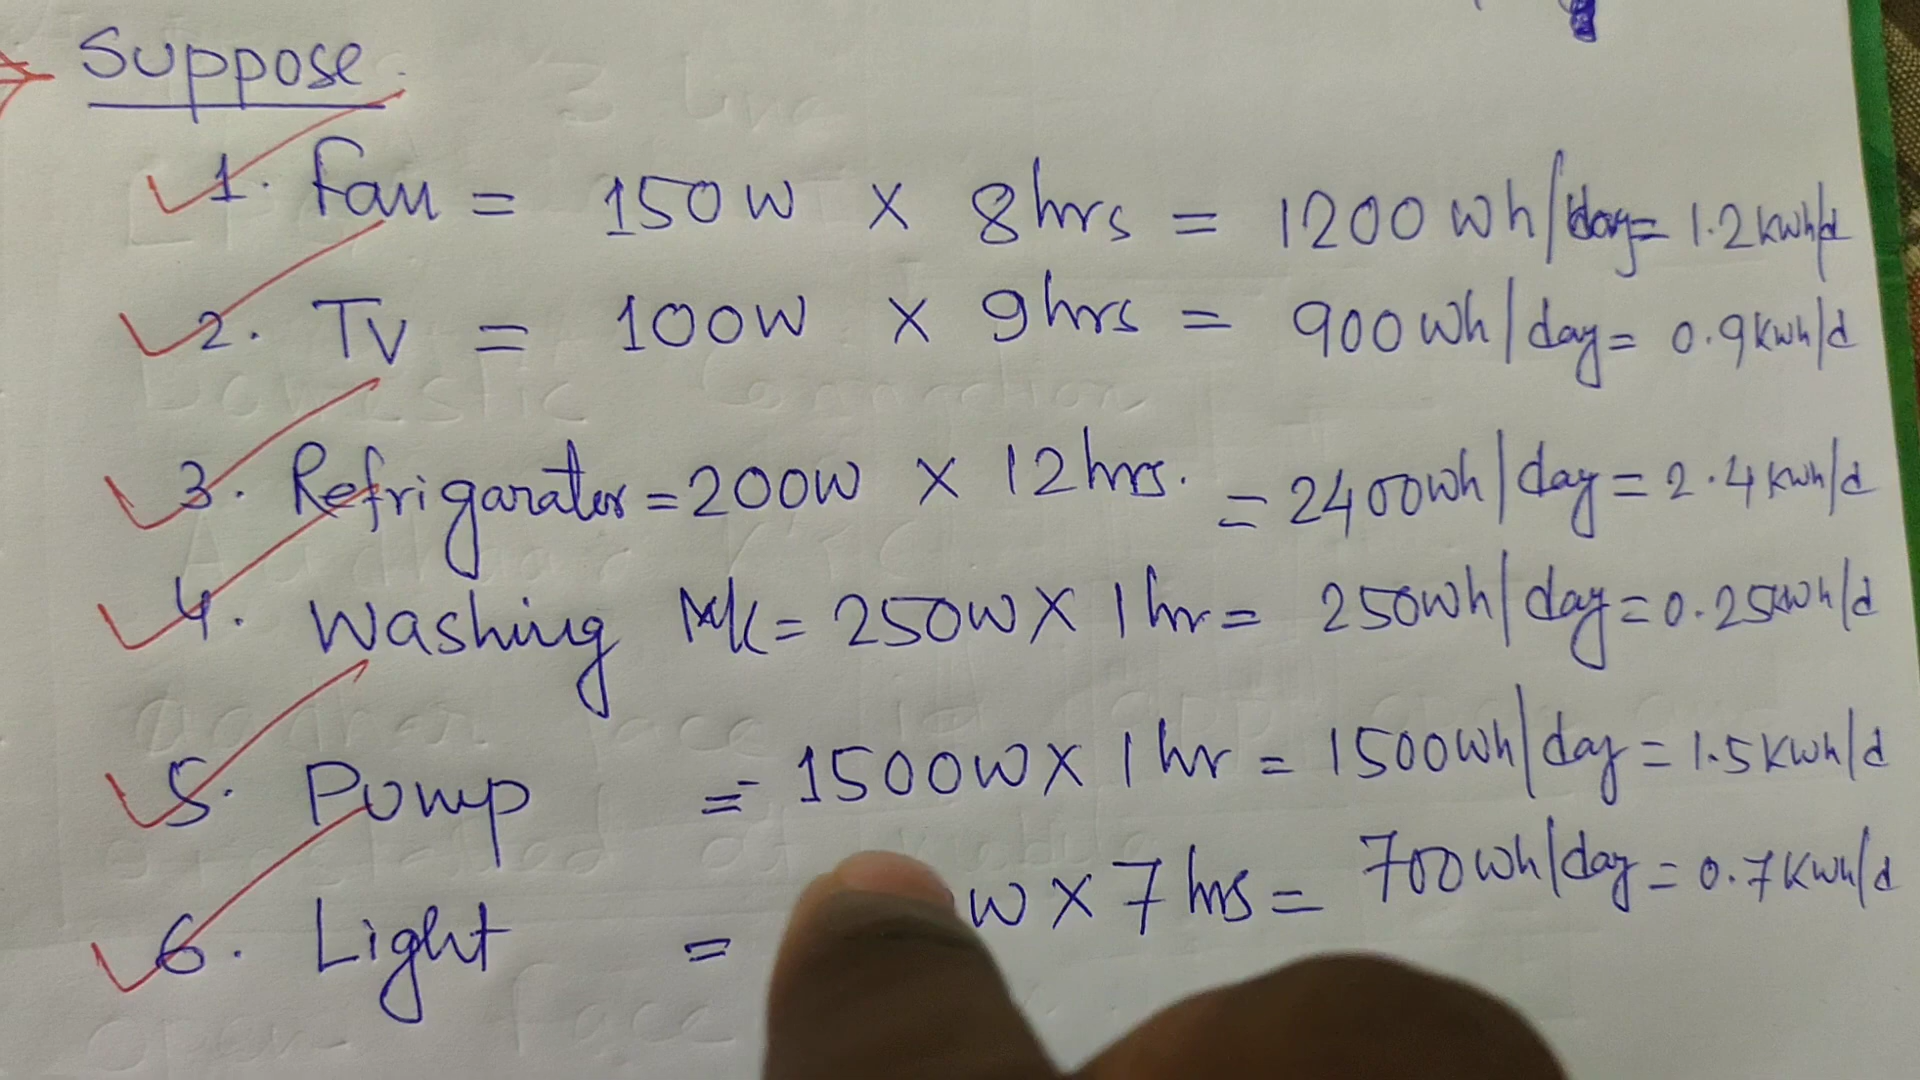 Suppose
1. Fan = 150W X 8hrs = 1200Wh/day = 1.2kwh/d
2. TV = 100W X 9hrs = 900Wh/day = 0.9kwh/d
3. Refrigarator = 200W X 12hrs. = 2400Wh/day = 2.4kwh/d
4. Washing = 250W X 1hr = 250Wh/day = 0.25kwh/d
5. Pump = 1500W X 1hr = 1500Wh/day = 1.5Kwh/d
6. Light = W X 7hrs = 700Wh/day = 0.7Kwh/d